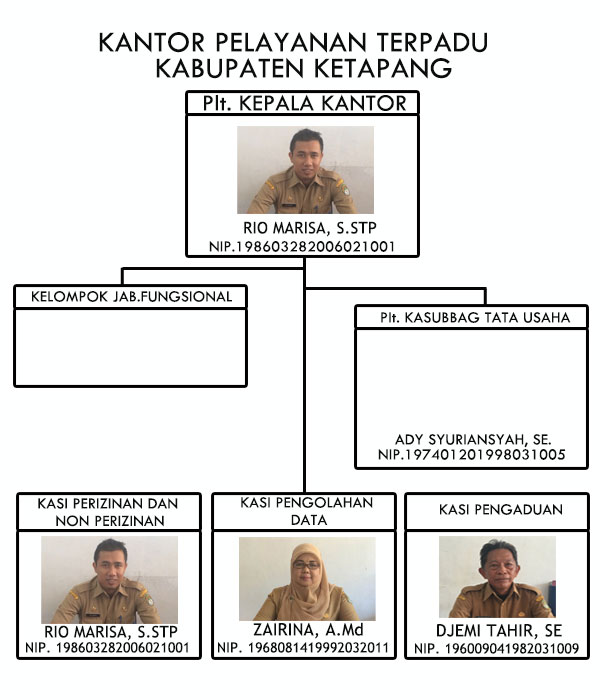 KANTOR PELAYANAN TERPADU
KABUPATEN KETAPANG
Plt. KEPALA KANTOR
RIO MARISA, S.STP
NIP.198603282006021001
KELOMPOK JAB.FUNGSIONAL
Plt. KASUBBAG TATA USAHA
ADY SYURIANSYAH, SE.
NIP.197401201998031005
KASI PERIZINAN DAN
NON PERIZINAN
RIO MARISA, S.STP
NIP. 198603282006021001
KASI PENGOLAHAN
DATA
ZAIRINA, A.Md
NIP. 1968081419992032011
KASI PENGADUAN
DJEMI TAHIR, SE
NIP. 196009041982031009